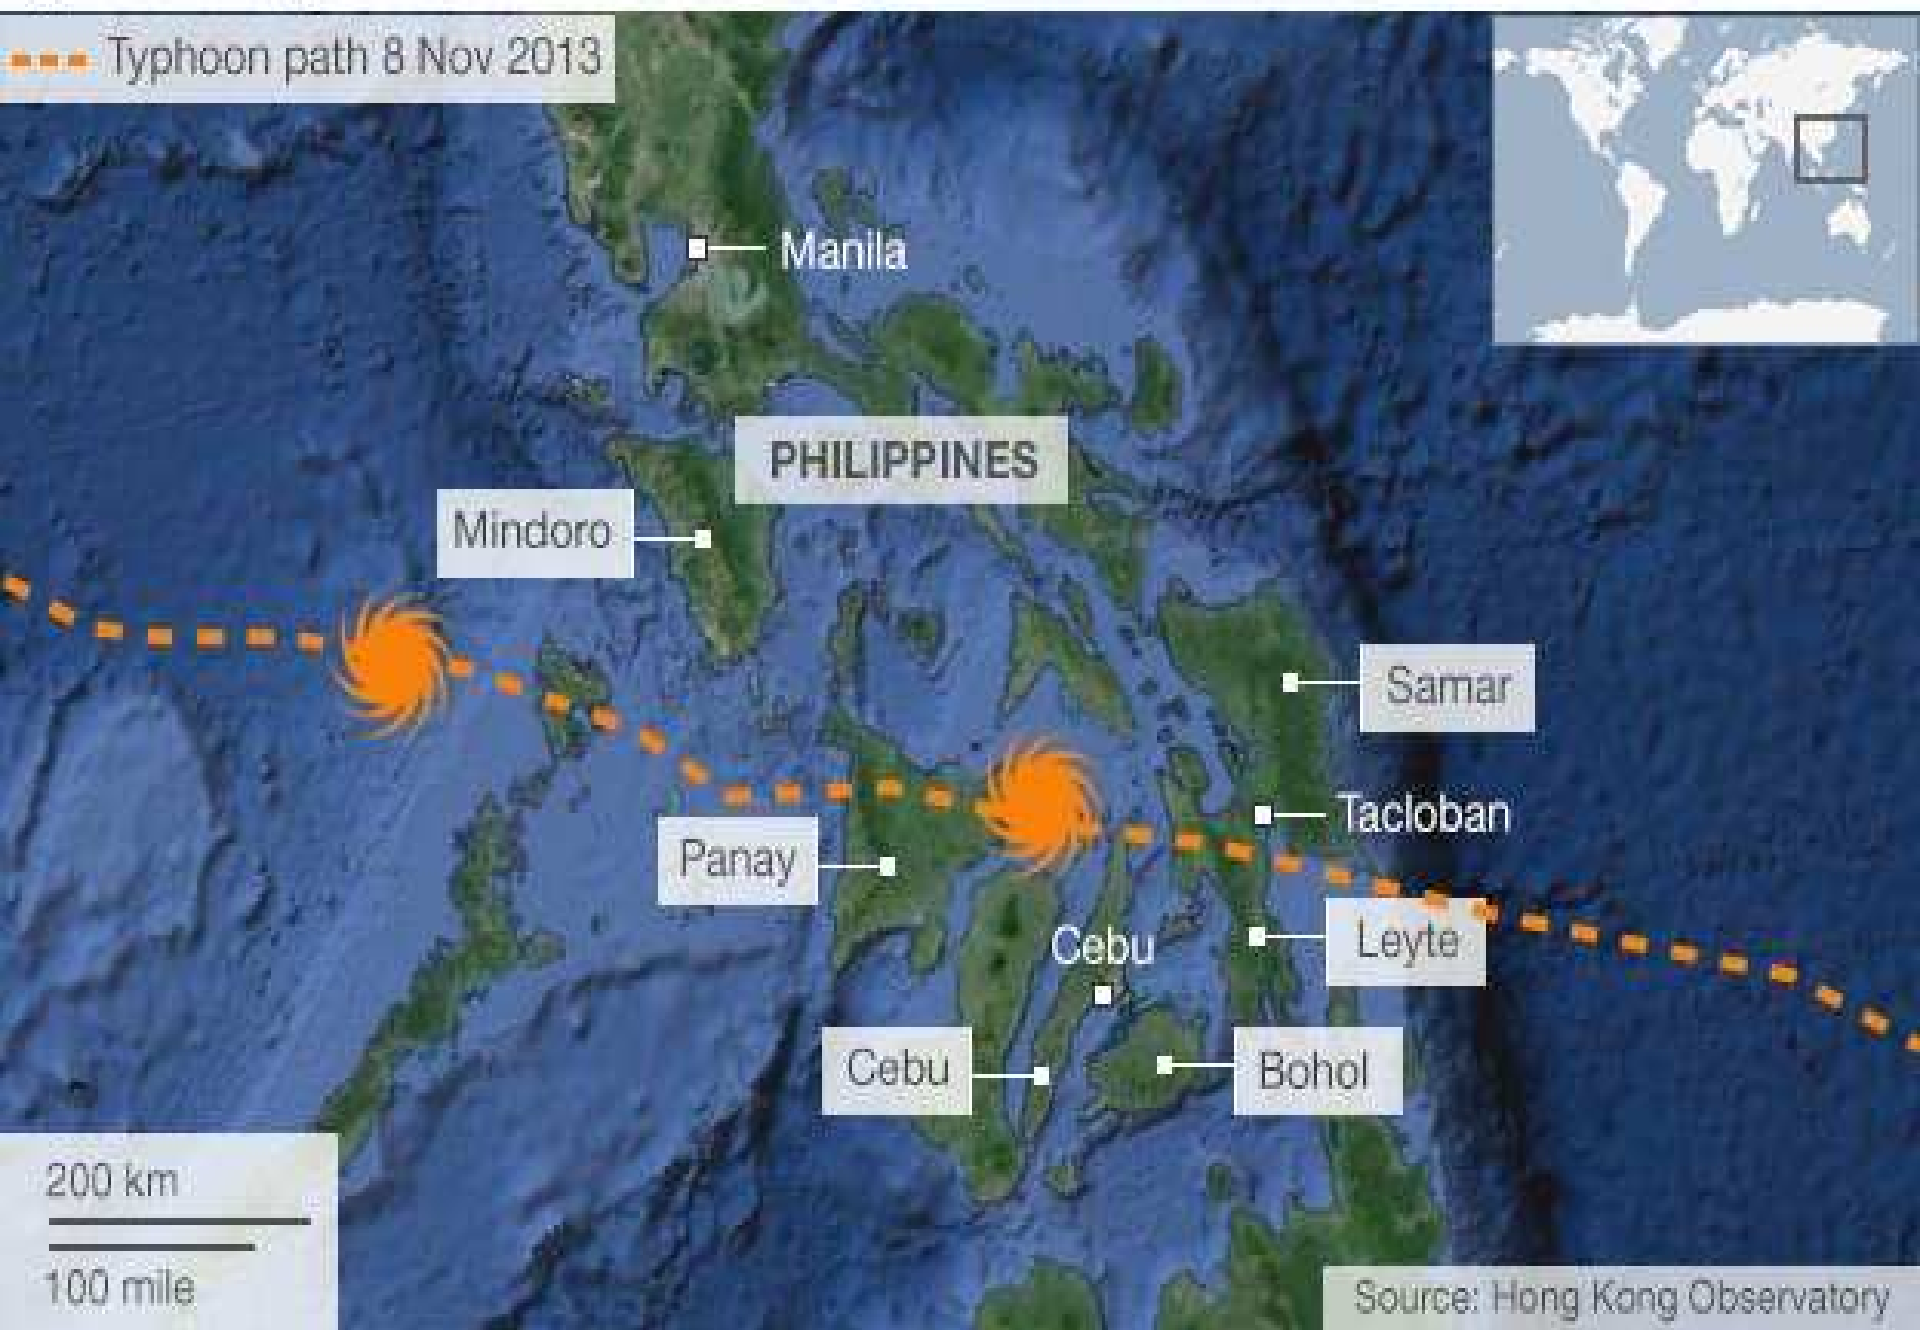 Typhoon path 8 Nov 2013
Manila
PHILIPPINES
Mindoro
Samar
Tacloban
Panay
Leyte
Cebu
Cebu
Bohol
200 km
100 mile
Source: Hong Kong Observatory